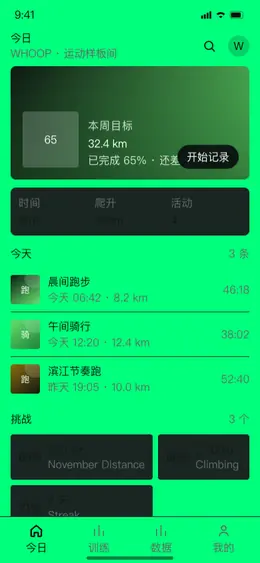 9:41
今日
WHOOP · 运动样板间
W
65
本周目标
32.4 km
已完成 65% · 还差
开始记录
时间
爬升
活动
今天
3 条
跑
晨间跑步
今天 06:42 · 8.2 km
46:18
骑
午间骑行
今天 12:20 · 12.4 km
38:02
跑
滨江节奏跑
昨天 19:05 · 10.0 km
52:40
挑战
3 个
November Distance
Climbing
Streak
今日
训练
数据
我的